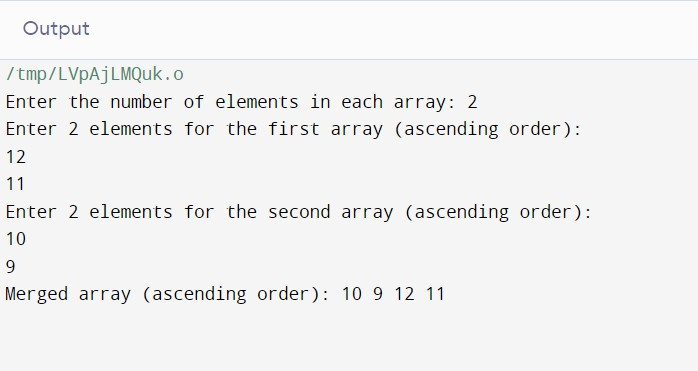 Output
/tmp/LVpAjLMQuk.o
Enter the number of elements in each array: 2
Enter 2 elements for the first array (ascending order):
12
11
Enter 2 elements for the second array (ascending order):
10
9
Merged array (ascending order): 10 9 12 11